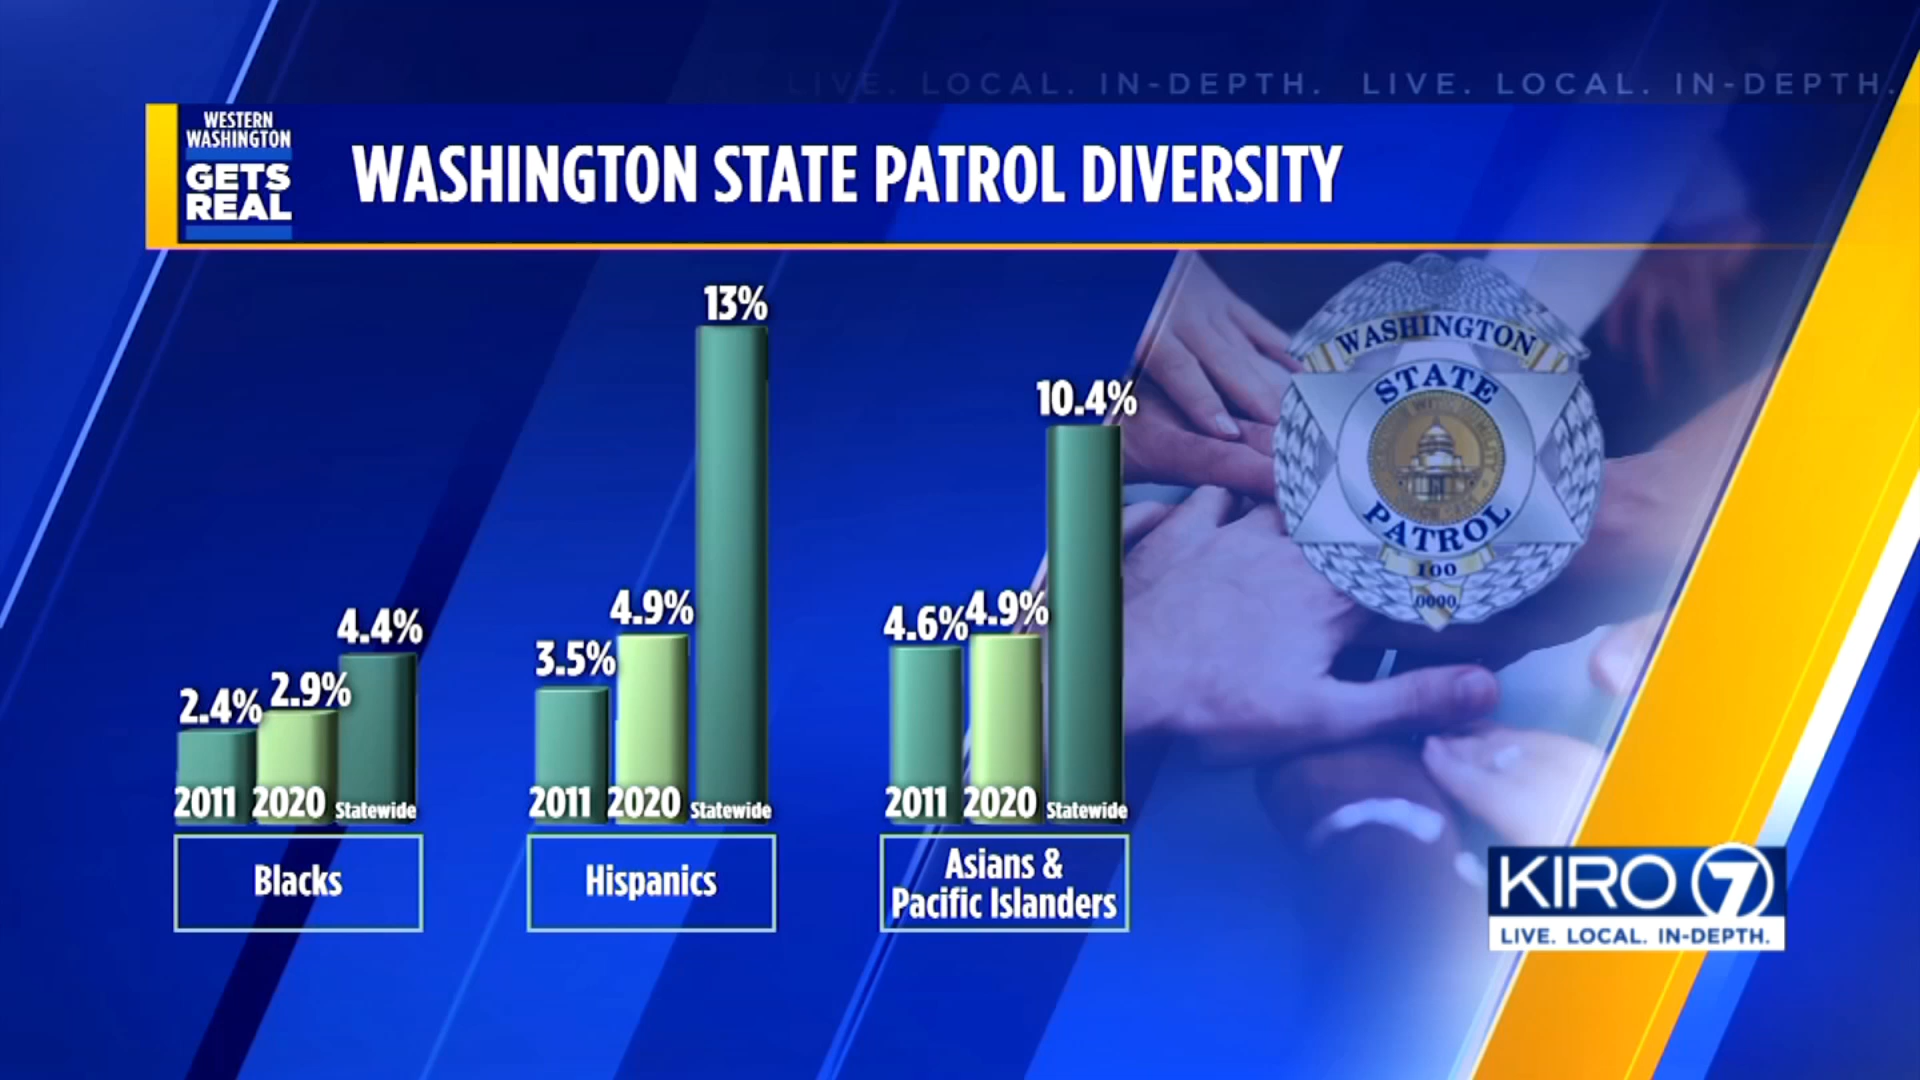 LIVE. LOCAL. IN-DEPTH. LIVE. LOCAL. IN-DEPTH.
WESTERN
WASHINGTON
GETS
REAL
WASHINGTON STATE PATROL DIVERSITY
2.4% 2.9% 4.4%
2011 2020 Statewide
Blacks
3.5% 4.9% 13%
2011 2020 Statewide
Hispanics
4.6% 4.9% 10.4%
2011 2020 Statewide
Asians &
Pacific Islanders
WASHINGTON
STATE
PATROL
100
0000
KIRO 7
LIVE. LOCAL. IN-DEPTH.